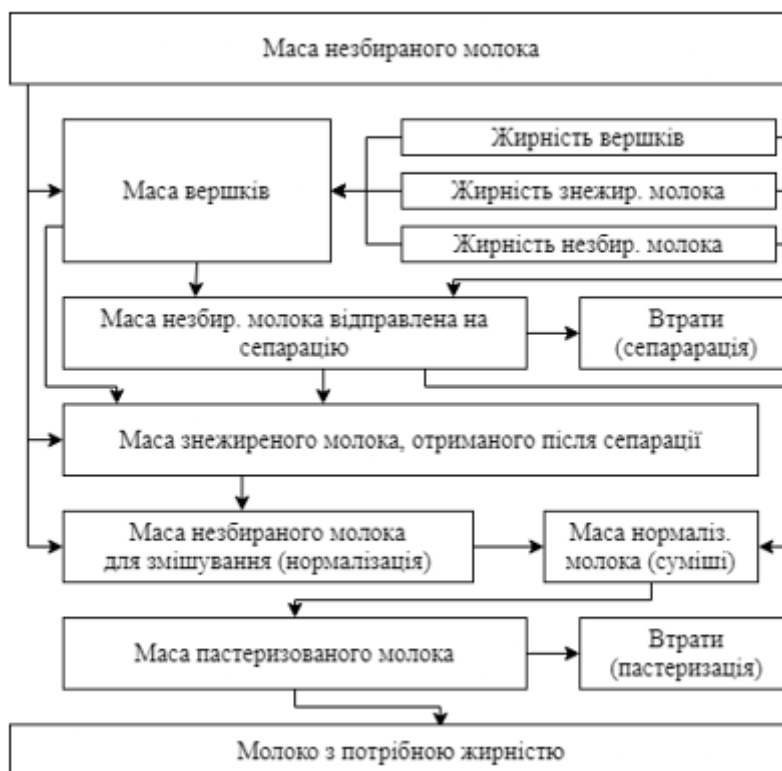 Маса незбираного молока
Маса вершків
Жирність вершків
Жирність знежир. молока
Жирність незбир. молока
Маса незбир. молока відправлена на
сепарацію
Втрати
(сепарарація)
Маса знежиреного молока, отриманого після сепарації
Маса незбираного молока
для змішування (нормалізація)
Маса нормаліз.
молока (суміші)
Маса пастеризованого молока
Втрати
(пастеризація)
Молоко з потрібною жирністю